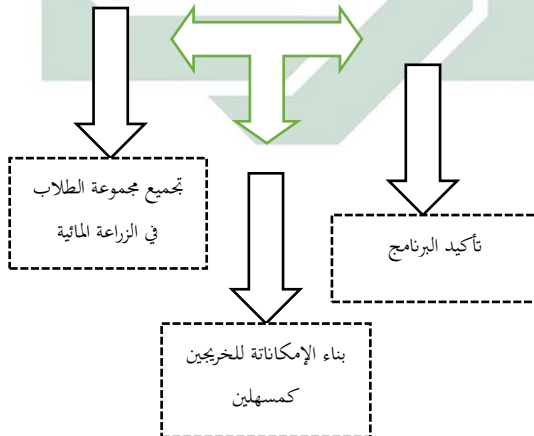 تأكيد البرنامج
تجميع مجموعة الطلاب
في الزراعة المائية
بناء الإمكاناتة للخريجين
كمسهلين